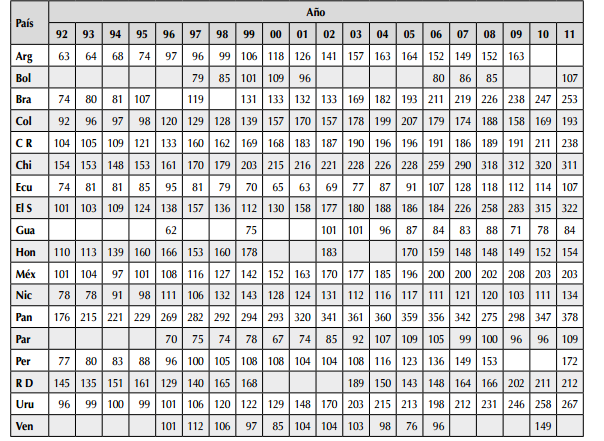 País Año
92 93 94 95 96 97 98 99 00 01 02 03 04 05 06 07 08 09 10 11
Arg 63 64 68 74 97 96 99 106 118 126 141 157 163 164 152 149 152 163
Bol 79 85 101 109 96 80 86 85 107
Bra 74 80 81 107 119 131 133 132 133 169 182 193 211 219 226 238 247 253
Col 92 96 97 98 120 129 128 139 157 170 157 178 199 207 179 174 188 158 169 193
C R 104 105 109 121 133 160 162 169 168 183 187 190 196 196 191 186 189 191 211 238
Chi 154 153 148 153 161 170 179 203 215 216 221 228 226 228 259 290 318 312 320 311
Ecu 74 81 81 85 95 81 79 70 65 63 69 77 87 91 107 128 118 112 114 107
El S 101 103 109 124 138 157 136 112 130 158 177 180 188 186 184 226 258 283 315 322
Gua 62 75 101 101 96 87 84 83 88 71 78 84
Hon 110 113 139 160 166 153 160 178 183 170 159 148 148 149 152 154
Méx 101 104 97 101 108 116 127 142 152 163 170 177 185 196 200 200 202 208 203 203
Nic 78 78 91 98 111 106 132 143 128 124 131 112 116 117 111 121 120 103 111 134
Pan 176 215 221 229 269 282 292 294 293 320 341 361 360 359 356 342 275 298 347 378
Par 70 75 74 78 67 74 85 92 107 109 105 99 100 96 96 109
Per 77 80 83 88 96 100 105 108 108 104 108 116 123 136 149 153 172
R D 145 135 151 161 129 140 165 168 189 150 143 148 164 166 202 211 212
Uru 96 99 100 99 101 106 120 122 129 148 170 203 215 213 198 212 231 246 258 267
Ven 101 112 106 97 85 104 104 103 98 76 96 149